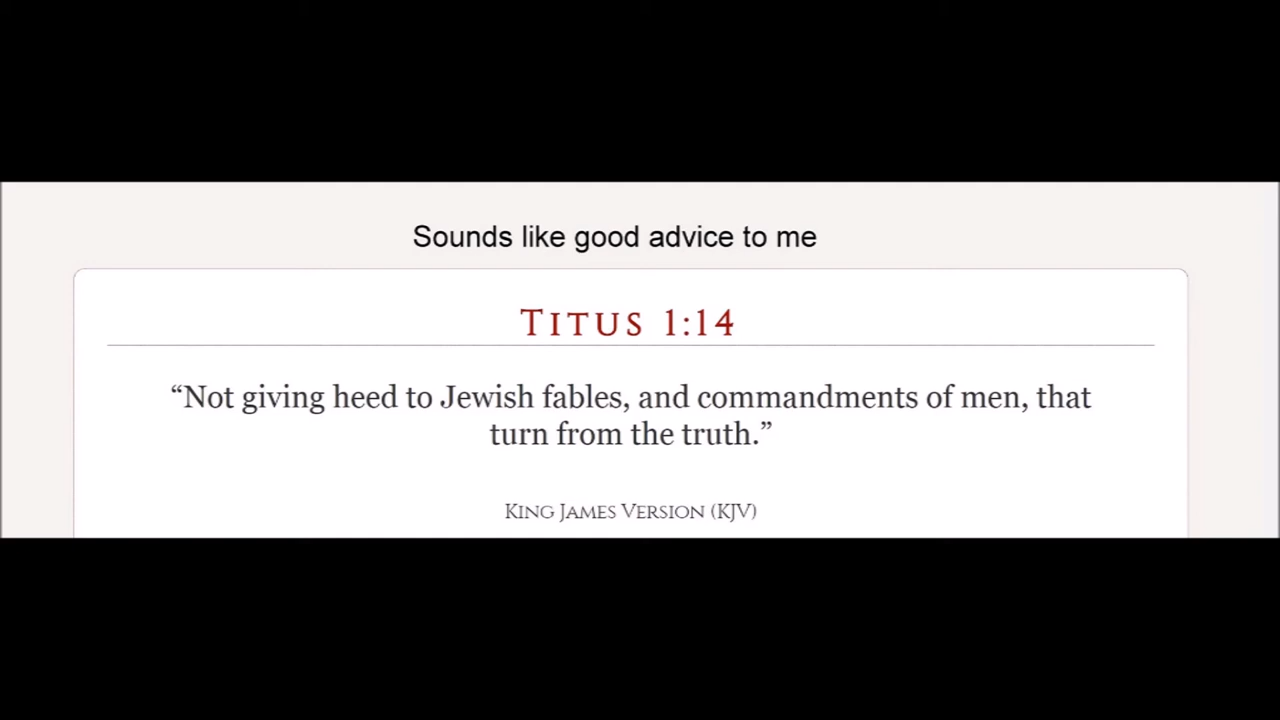 Sounds like good advice to me
Titus 1:14
“Not giving heed to Jewish fables, and commandments of men, that
turn from the truth.”
King James Version (KJV)